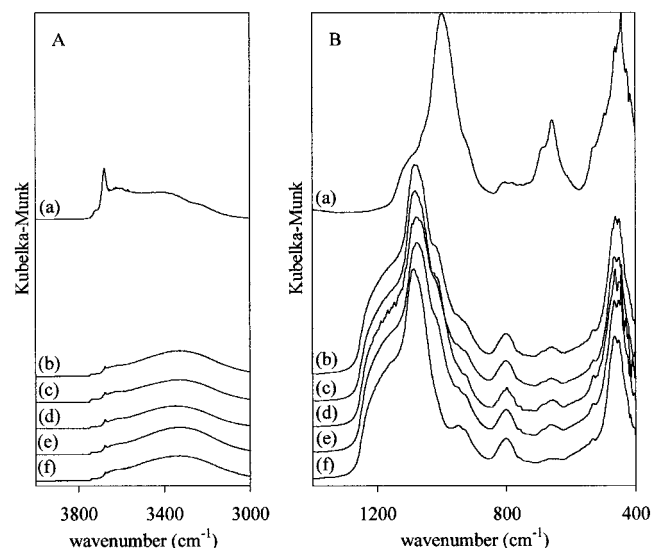 A
Kubelka-Munk
(a)
(b)
(c)
(d)
(e)
(f)
3800
3400
3000
wavenumber (cm-1)
B
Kubelka-Munk
(a)
(b)
(c)
(d)
(e)
(f)
1200
800
400
wavenumber (cm-1)